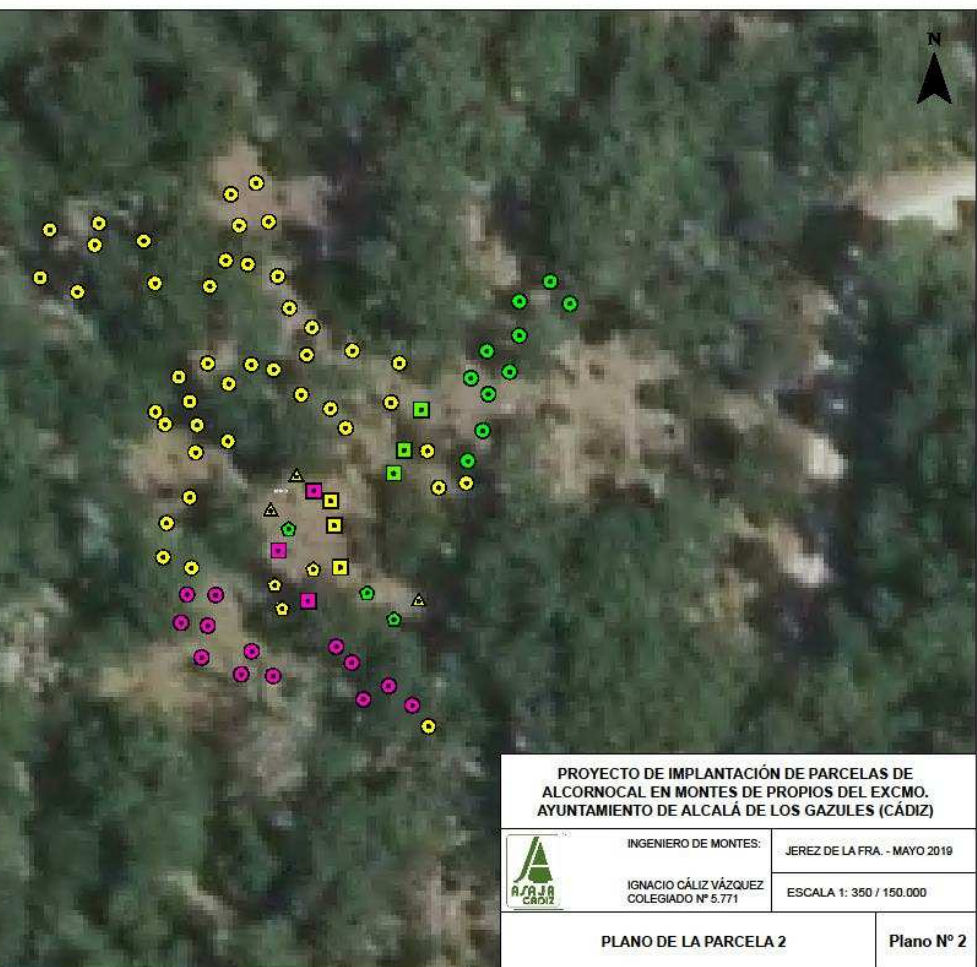 N
PROYECTO DE IMPLANTACIÓN DE PARCELAS DE
ALCORNOCAL EN MONTES DE PROPIOS DEL EXCMO.
AYUNTAMIENTO DE ALCALÁ DE LOS GAZULES (CÁDIZ)
INGENIERO DE MONTES:
JEREZ DE LA FRA. - MAYO 2019
ASAJA
CÁDIZ
IGNACIO CÁLIZ VÁZQUEZ
COLEGIADO Nº 5.771
ESCALA 1: 350 / 150.000
PLANO DE LA PARCELA 2
Plano Nº 2